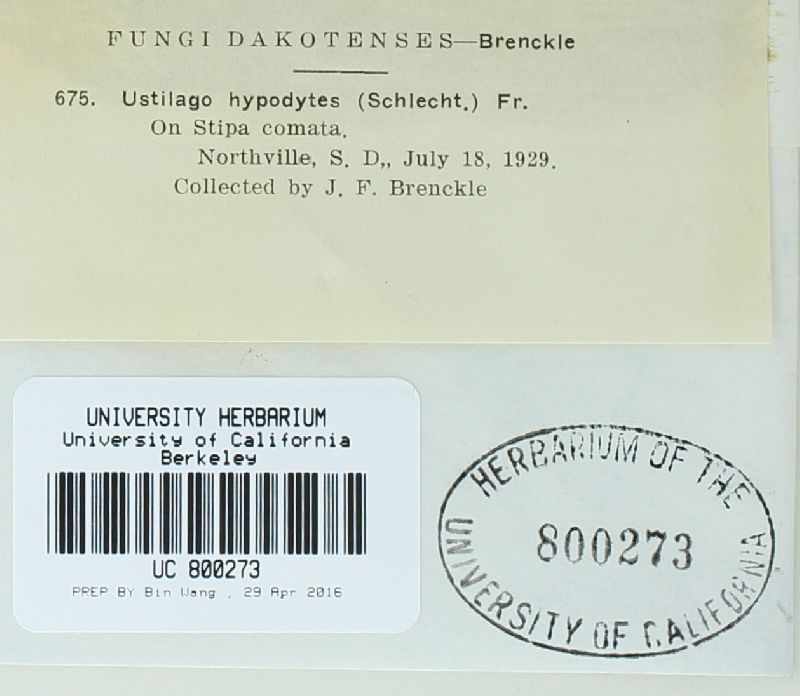 FUNGI DAKOTENSES—Brenckle
675. Ustilago hypodytes (Schlecht.) Fr.
On Stipa comata.
Northville, S. D,, July 18, 1929.
Collected by J. F. Brenckle
UNIVERSITY HERBARIUM
University of California
Berkeley
UC 800273
PREP BY Bin Wang , 29 Apr 2016
HERBARIUM OF THE
800273
UNIVERSITY OF CALIFORNIA